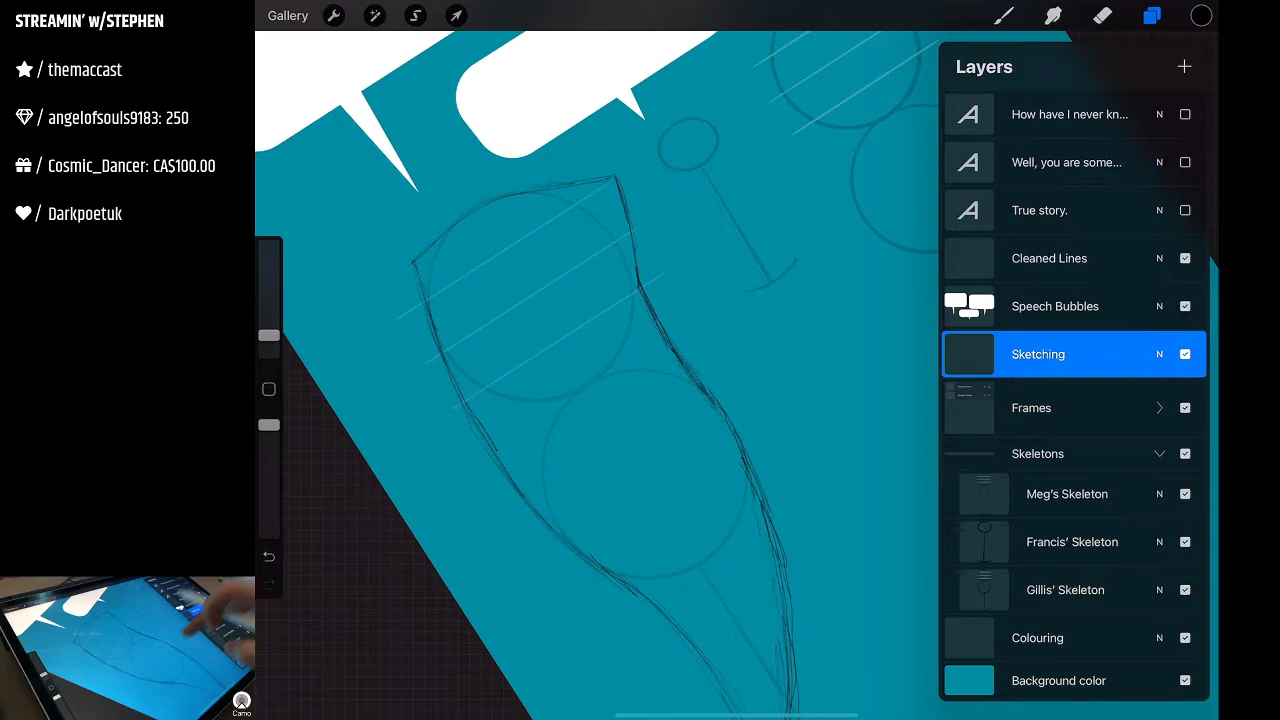 STREAMIN' w/STEPHEN
/ themaccast
/ angelofsouls9183: 250
/ Cosmic_Dancer: CA$100.00
/ Darkpoetuk
Camo
Gallery
Layers
How have I never kn... N
Well, you are some... N
True story. N
Cleaned Lines N
Speech Bubbles N
Sketching N
Frames
Skeletons
Meg's Skeleton N
Francis' Skeleton N
Gillis' Skeleton N
Colouring N
Background color